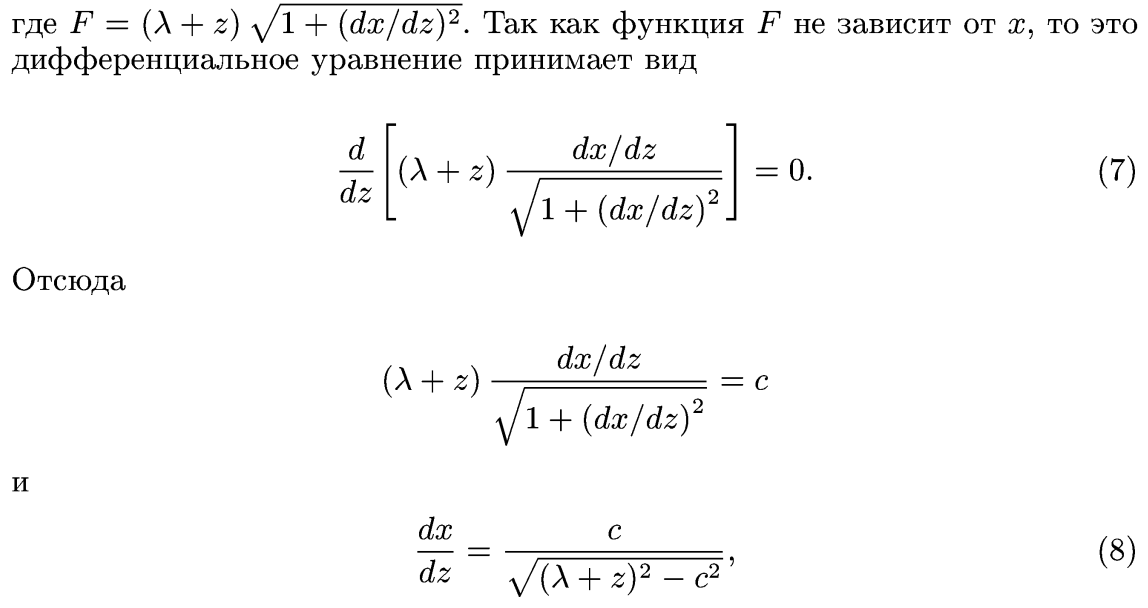 где $F = (\lambda + z)\sqrt{1 + (dx/dz)^2}$. Так как функция $F$ не зависит от $x$, то это
дифференциальное уравнение принимает вид
$$\frac{d}{dz}\left[(\lambda + z)\frac{dx/dz}{\sqrt{1 + (dx/dz)^2}}\right] = 0. \quad (7)$$
Отсюда
$$(\lambda + z)\frac{dx/dz}{\sqrt{1 + (dx/dz)^2}} = c$$
и
$$\frac{dx}{dz} = \frac{c}{\sqrt{(\lambda + z)^2 - c^2}}, \quad (8)$$